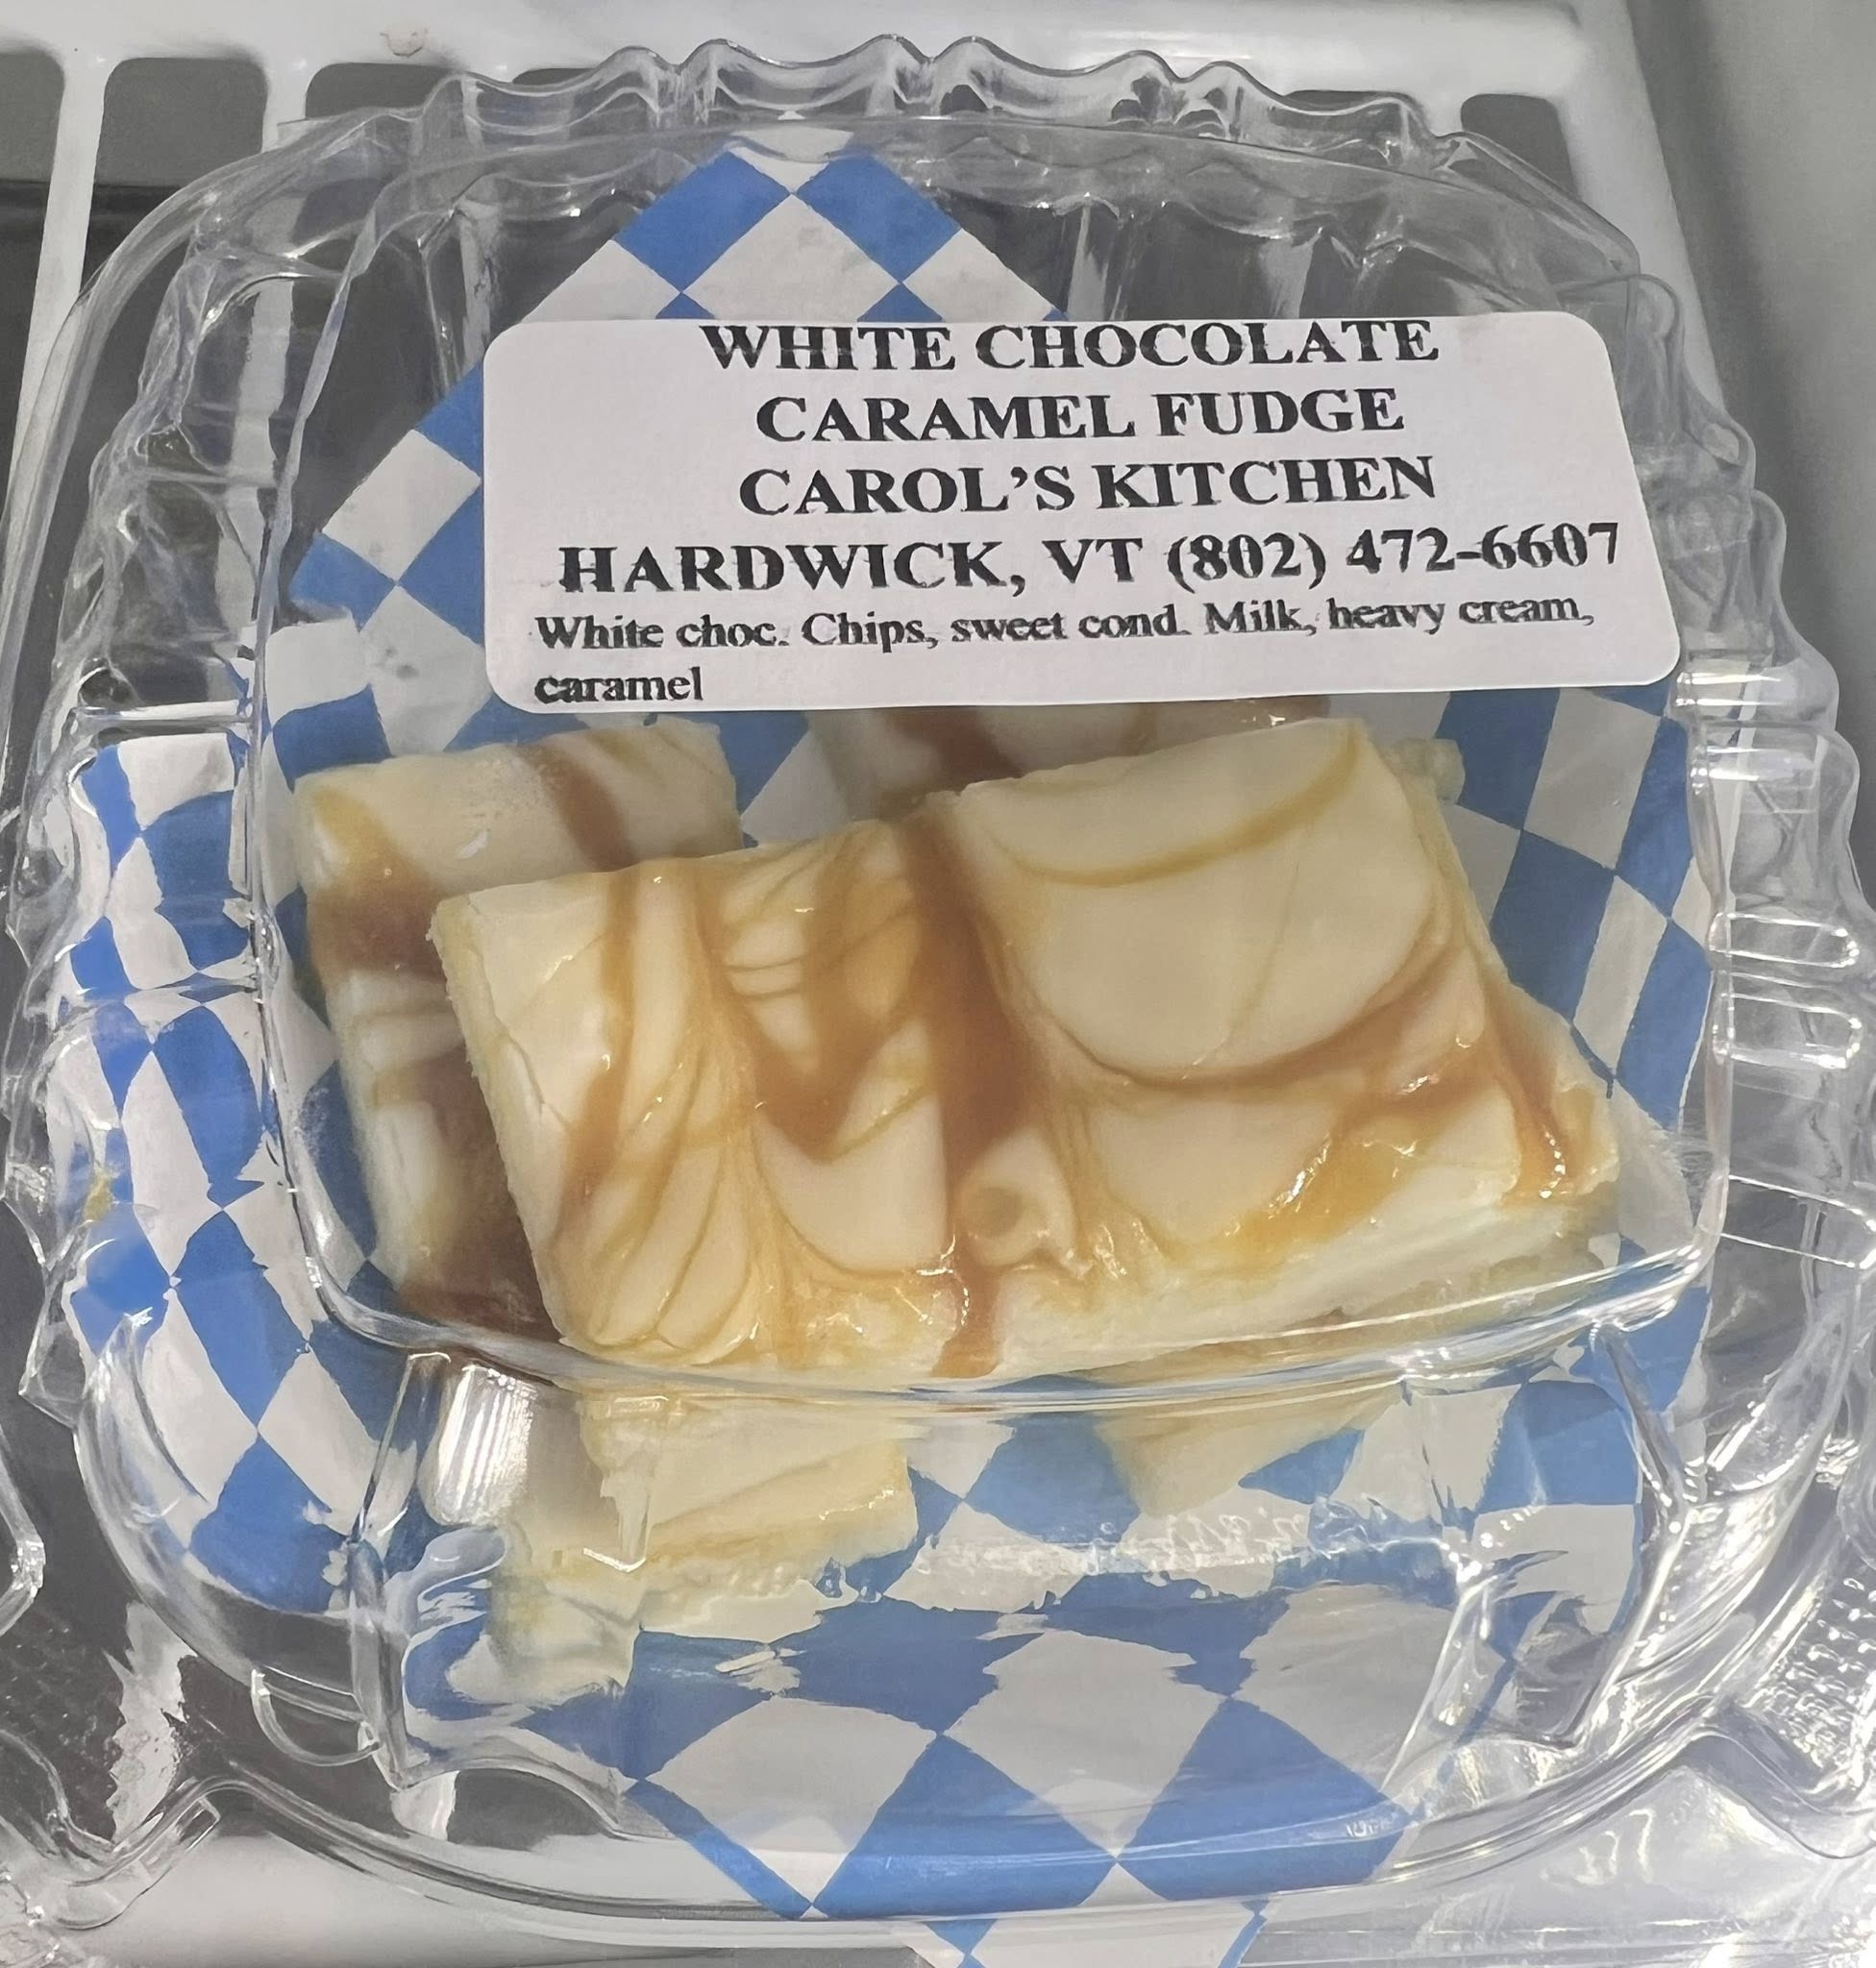 WHITE CHOCOLATE
CARAMEL FUDGE
CAROL'S KITCHEN
HARDWICK, VT (802) 472-6607
White choc. Chips, sweet cond. Milk, heavy cream,
caramel